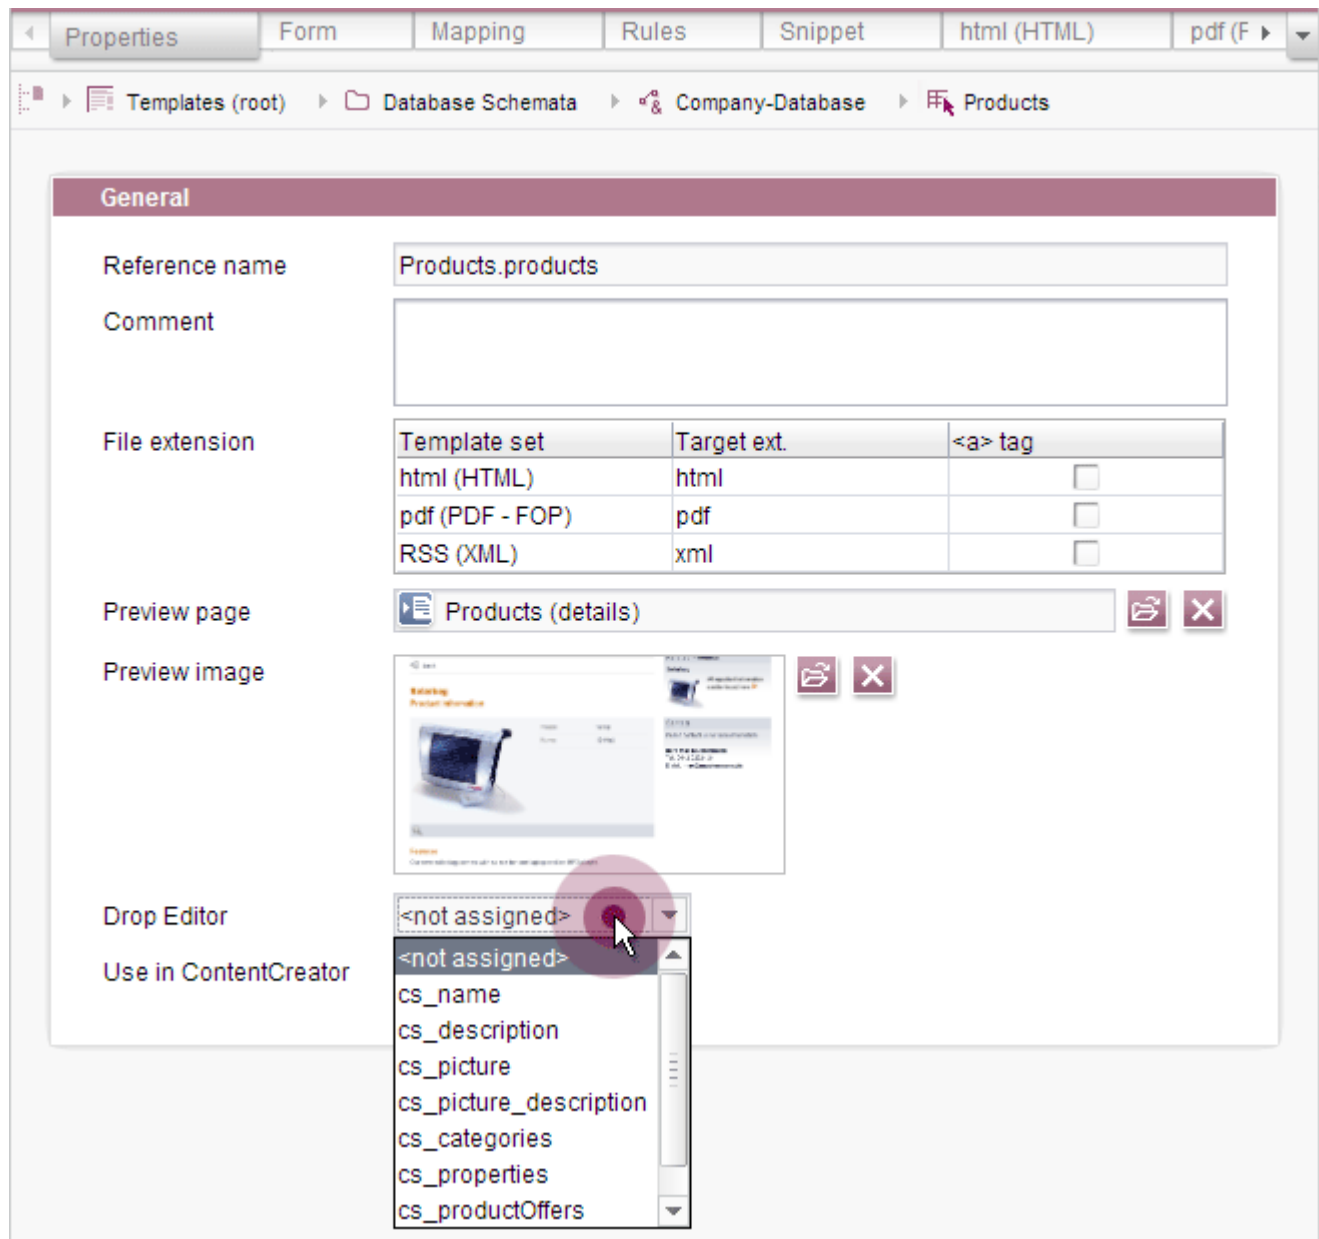 Properties Form Mapping Rules Snippet html (HTML) pdf (F
Templates (root) Database Schemata Company-Database Products
General
Reference name Products.products
Comment
File extension Template set Target ext. <a> tag
html (HTML) html
pdf (PDF - FOP) pdf
RSS (XML) xml
Preview page Products (details)
Preview image
Product information
Drop Editor <not assigned>
<not assigned>
Use in ContentCreator
cs_name
cs_description
cs_picture
cs_picture_description
cs_categories
cs_properties
cs_productOffers